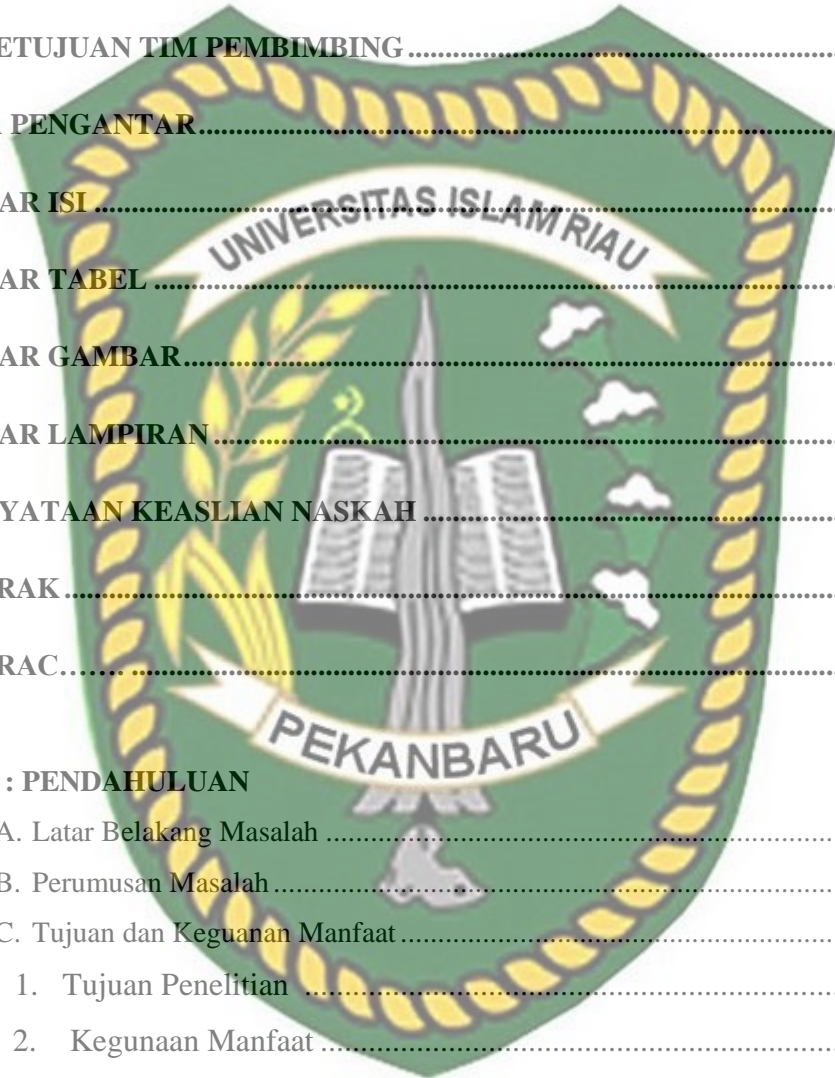 ETUJUAN TIM PEMBIMBING ........................................................
PENGANTAR........................................................
AR ISI ........................................................
UNIVERSITAS ISLAM RIAU
AR TABEL ........................................................
AR GAMBAR........................................................
AR LAMPIRAN ........................................................
YATAAN KEASLIAN NASKAH ........................................................
RAK ........................................................
RAC…… ........................................................
PEKANBARU
: PENDAHULUAN
A. Latar Belakang Masalah ........................................................
B. Perumusan Masalah ........................................................
C. Tujuan dan Keguanan Manfaat ........................................................
1. Tujuan Penelitian ........................................................
2. Kegunaan Manfaat ........................................................